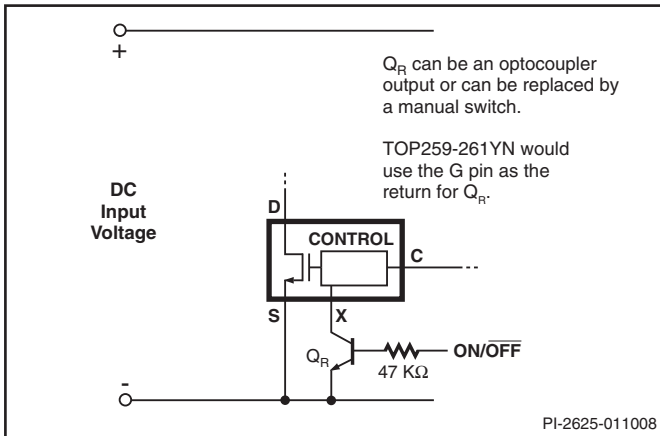 +
Q_R can be an optocoupler
output or can be replaced by
a manual switch.
TOP259-261YN would
use the G pin as the
return for Q_R.
DC
Input
Voltage
D
CONTROL
C
S
X
Q_R
47 KΩ
ON/O̅F̅F̅
-
PI-2625-011008